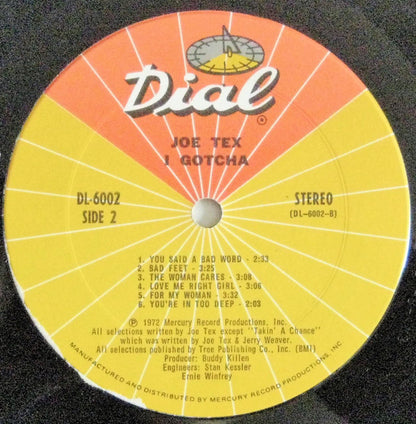 Dial
®
JOE TEX
I GOTCHA
DL-6002
SIDE 2
STEREO
(DL-6002-B)
1. YOU SAID A BAD WORD - 2:33
2. BAD FEET - 3:25
3. THE WOMAN CARES - 3:08
4. LOVE ME RIGHT GIRL - 3:06
5. FOR MY WOMAN - 3:32
6. YOU'RE IN TOO DEEP - 2:03
℗ 1972 Mercury Record Productions, Inc.
All selections written by Joe Tex except "Takin' A Chance"
which was written by Joe Tex & Jerry Weaver.
All selections published by Tree Publishing Co., Inc. (BMI)
Producer: Buddy Killen
Engineers: Stan Kessler
Ernie Winfrey
MANUFACTURED AND DISTRIBUTED BY MERCURY RECORD PRODUCTIONS, INC